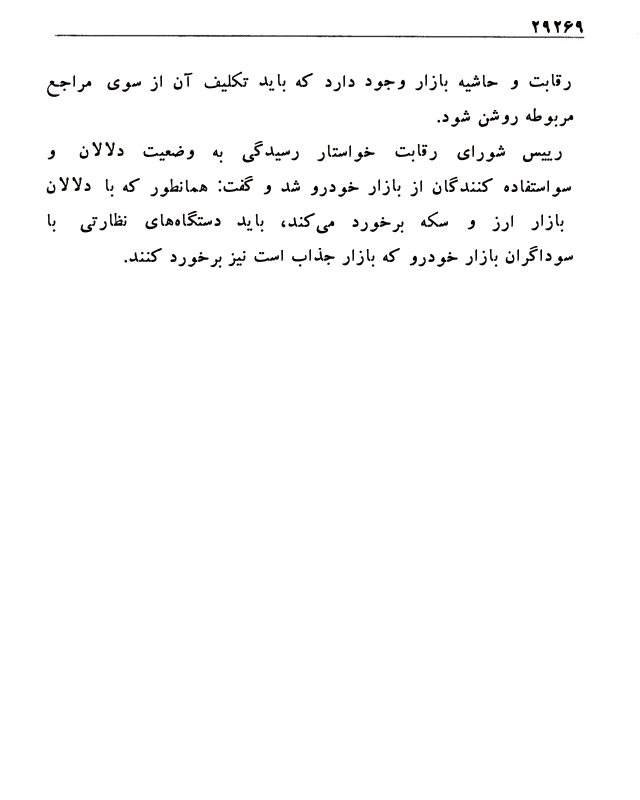 ۲۹۲۶۹
رقابت و حاشیه بازار وجود دارد که باید تکلیف آن از سوی مراجع
مربوطه روشن شود.
رییس شورای رقابت خواستار رسیدگی به وضعیت دلالان و
سواستفاده کنندگان از بازار خودرو شد و گفت: همانطور که با دلالان
بازار ارز و سکه برخورد می‌کند، باید دستگاه‌های نظارتی با
سوداگران بازار خودرو که بازار جذاب است نیز برخورد کنند.